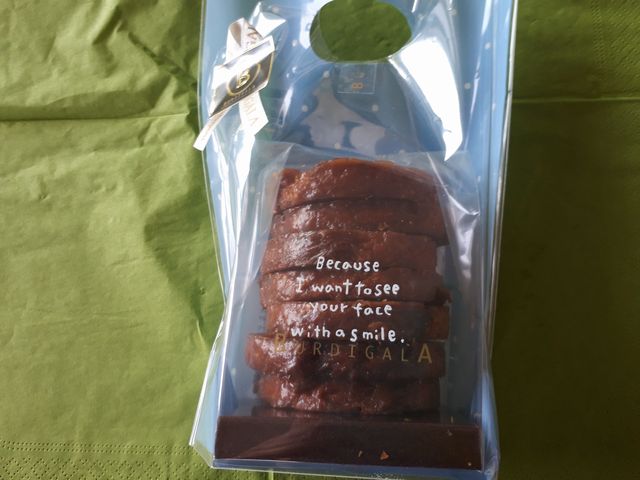 Because
I want to see
your face
with a smile.
BURDIGALA